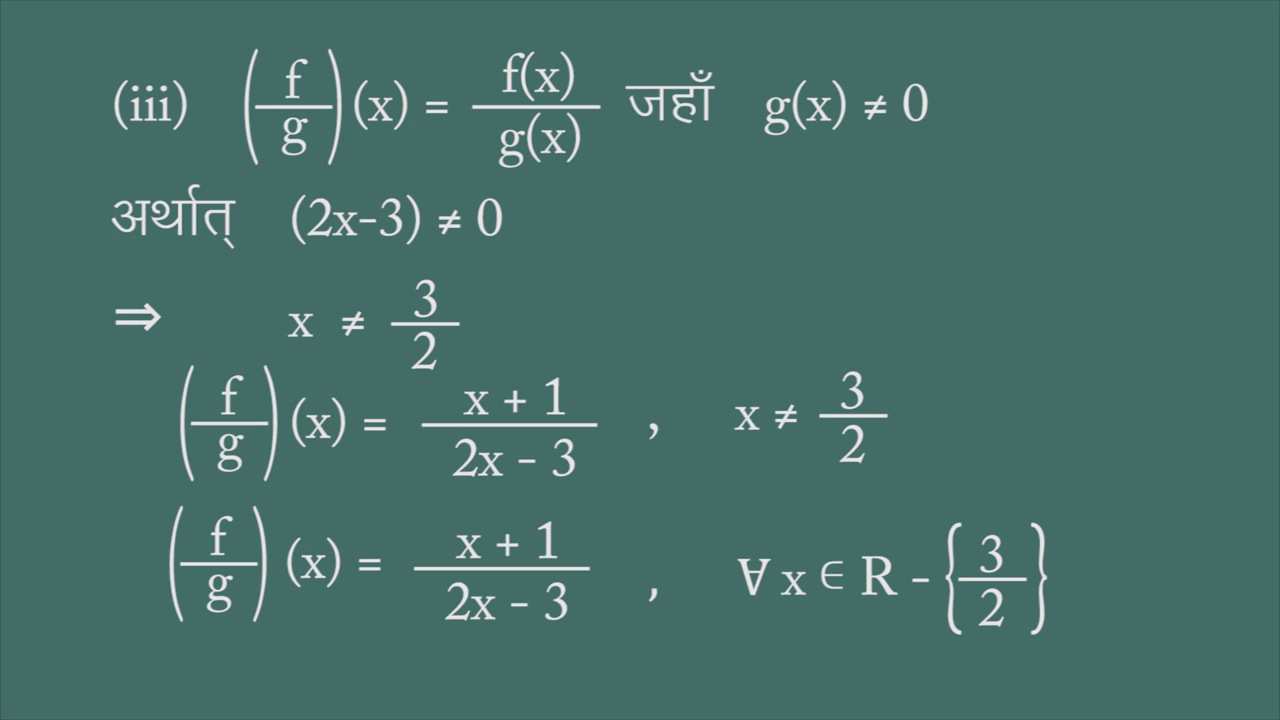 (iii) (f/g)(x) = f(x)/g(x) जहाँ g(x) ≠ 0
अर्थात् (2x-3) ≠ 0
⇒ x ≠ 3/2
(f/g)(x) = x + 1/2x - 3 , x ≠ 3/2
(f/g)(x) = x + 1/2x - 3 , ∀ x ∈ R - {3/2}